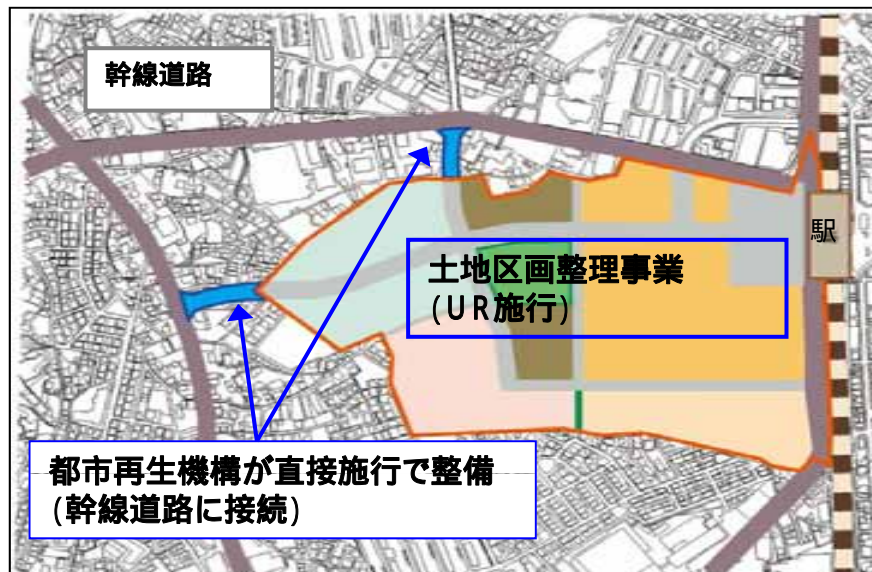 幹線道路
駅
土地区画整理事業
(UR施行)
都市再生機構が直接施行で整備
(幹線道路に接続)